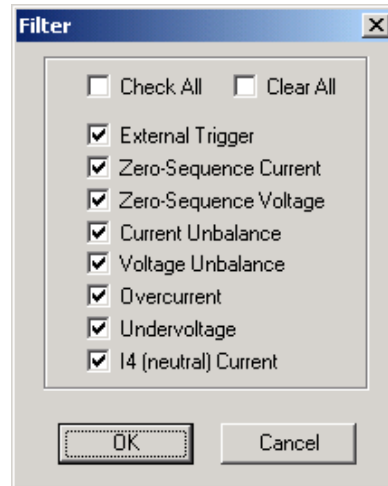 Filter
Check All Clear All
External Trigger
Zero-Sequence Current
Zero-Sequence Voltage
Current Unbalance
Voltage Unbalance
Overcurrent
Undervoltage
I4 (neutral) Current
OK Cancel